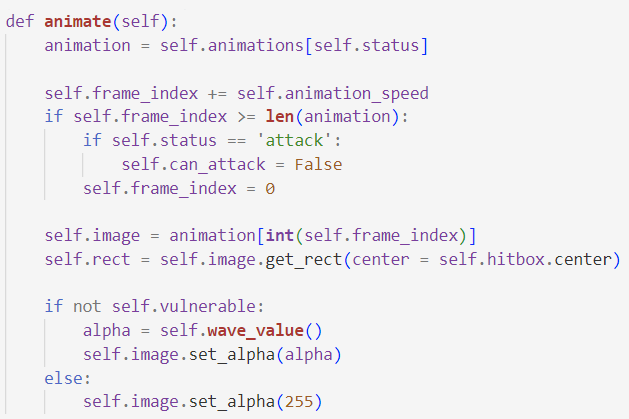 def animate(self):
    animation = self.animations[self.status]

    self.frame_index += self.animation_speed
    if self.frame_index >= len(animation):
        if self.status == 'attack':
            self.can_attack = False
        self.frame_index = 0

    self.image = animation[int(self.frame_index)]
    self.rect = self.image.get_rect(center = self.hitbox.center)

    if not self.vulnerable:
        alpha = self.wave_value()
        self.image.set_alpha(alpha)
    else:
        self.image.set_alpha(255)